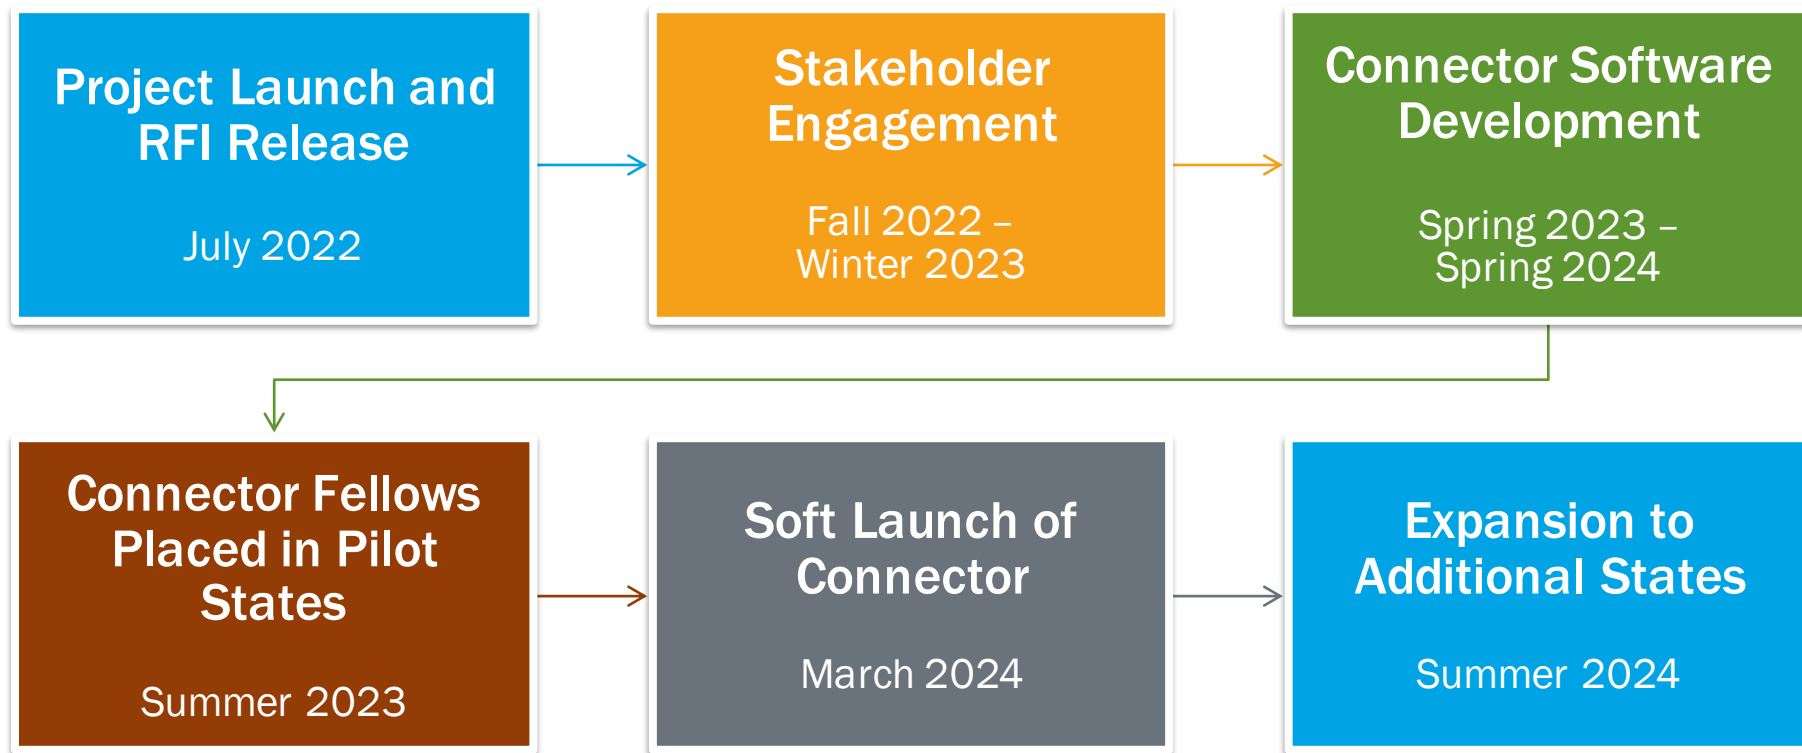 Project Launch and
RFI Release
July 2022
Stakeholder
Engagement
Fall 2022 –
Winter 2023
Connector Software
Development
Spring 2023 –
Spring 2024
Connector Fellows
Placed in Pilot
States
Summer 2023
Soft Launch of
Connector
March 2024
Expansion to
Additional States
Summer 2024